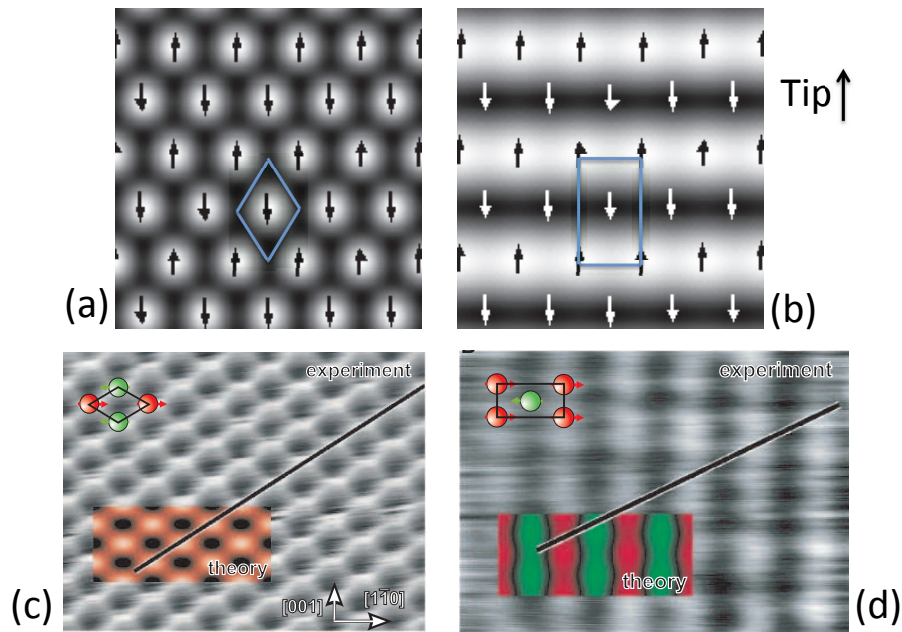 Tip
(a)
(b)
experiment
theory
[001]
[1̅10]
(c)
experiment
theory
(d)